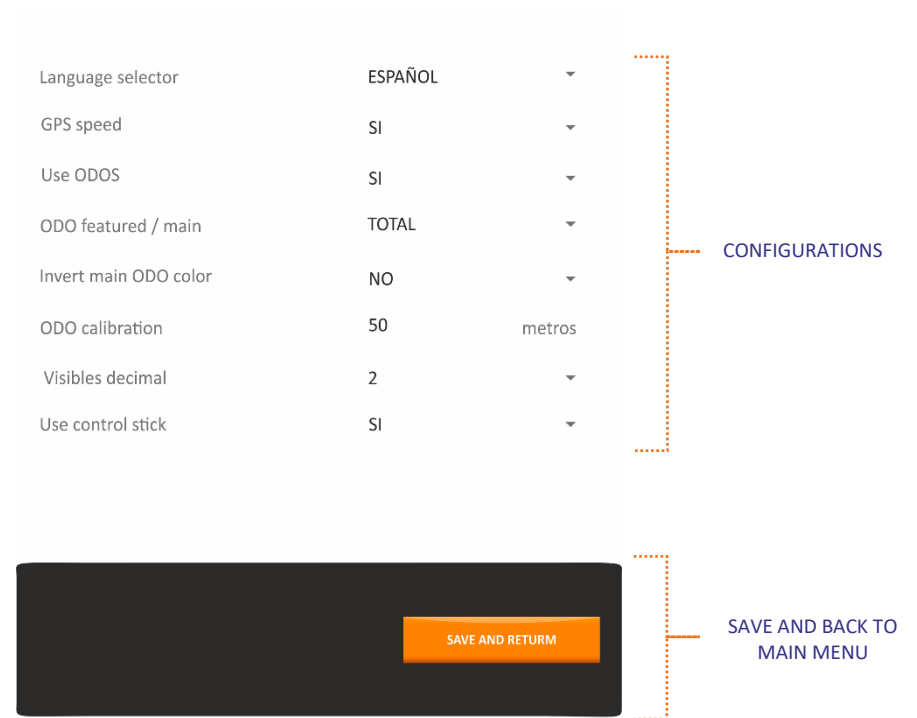 Language selector ESPAÑOL
GPS speed SI
Use ODOS SI
ODO featured / main TOTAL
Invert main ODO color NO
ODO calibration 50 metros
Visibles decimal 2
Use control stick SI
CONFIGURATIONS
SAVE AND RETURM
SAVE AND BACK TO
MAIN MENU